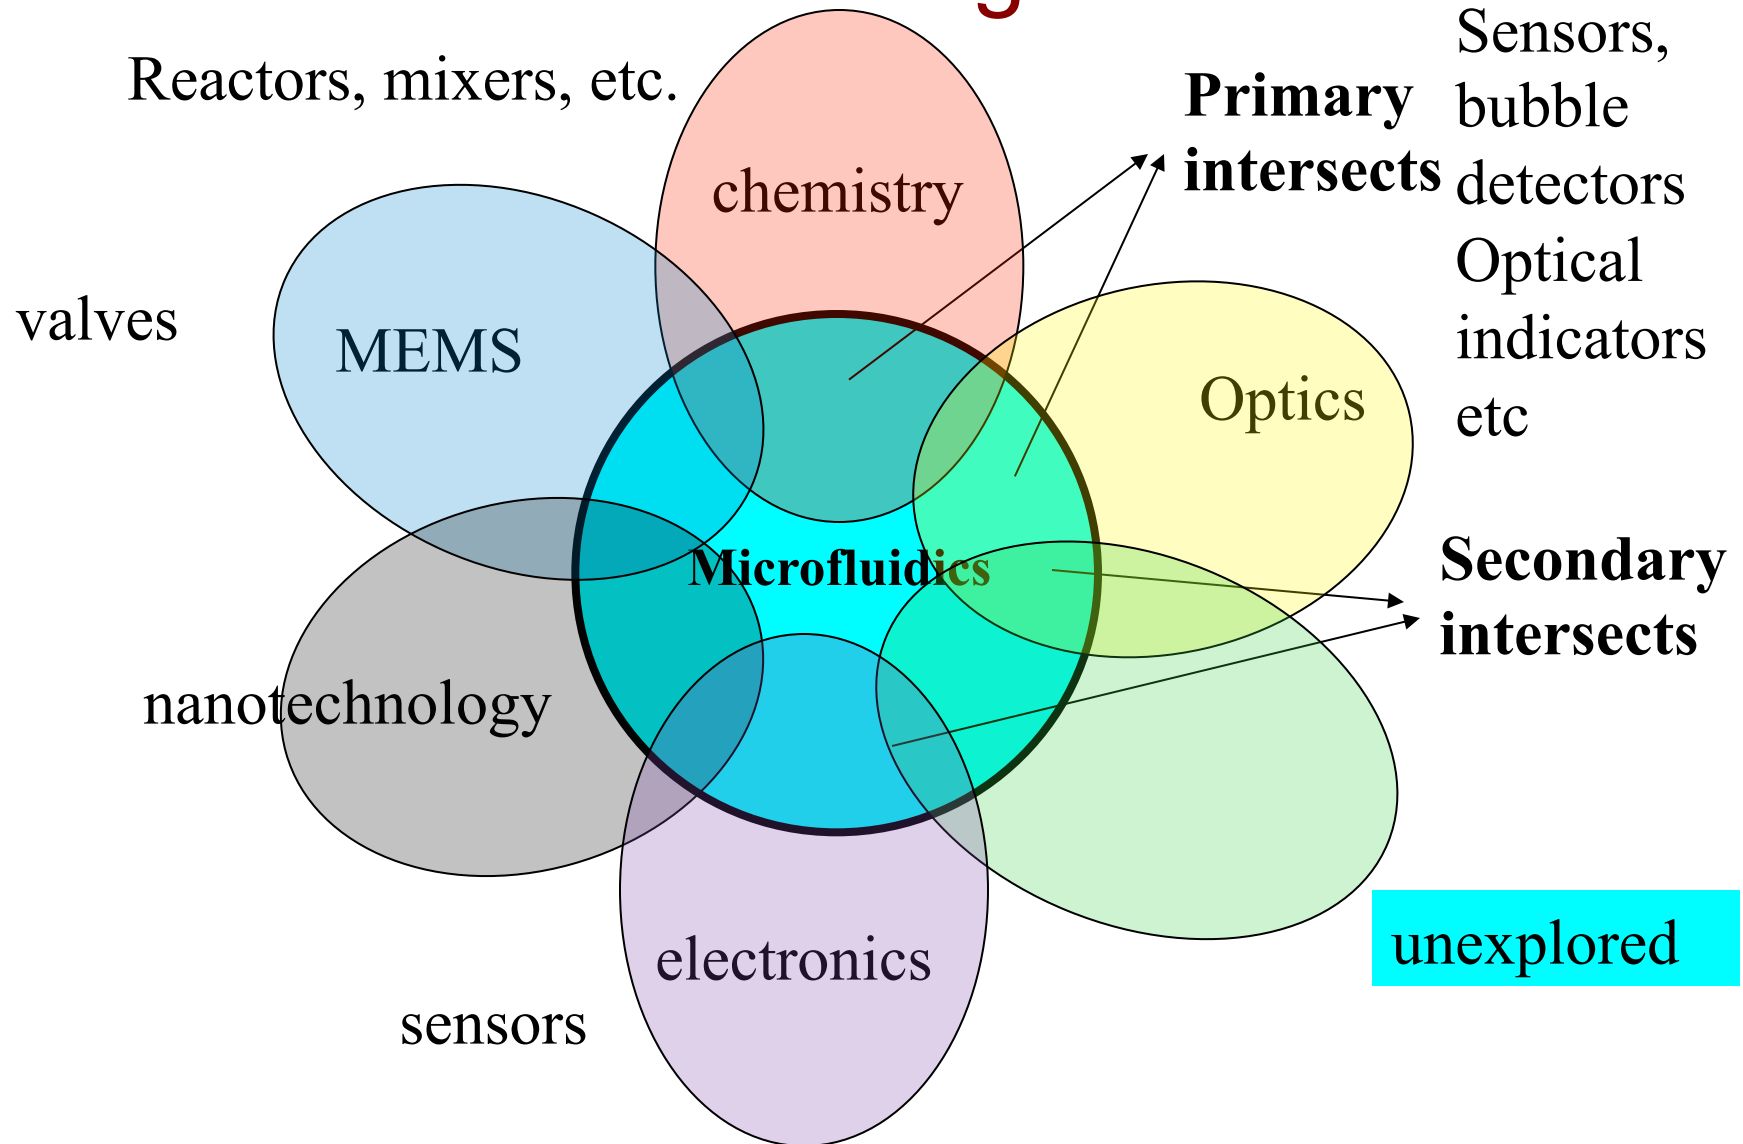 Reactors, mixers, etc.
chemistry
Primary
intersects
Sensors,
bubble
detectors
Optical
indicators
etc
valves
MEMS
Optics
Microfluidics
Secondary
intersects
nanotechnology
electronics
unexplored
sensors